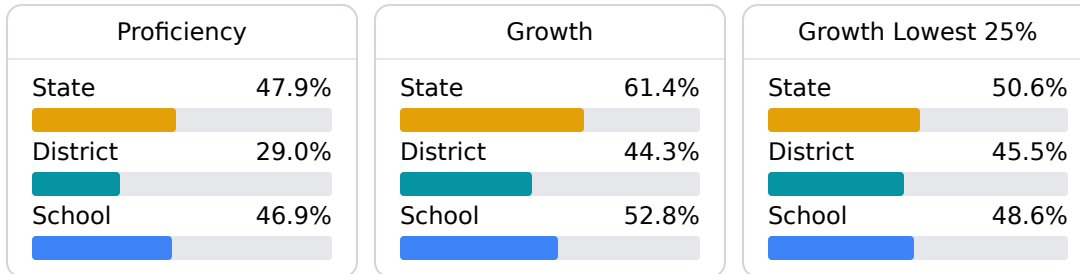 Proficiency
State 47.9%
District 29.0%
School 46.9%
Growth
State 61.4%
District 44.3%
School 52.8%
Growth Lowest 25%
State 50.6%
District 45.5%
School 48.6%